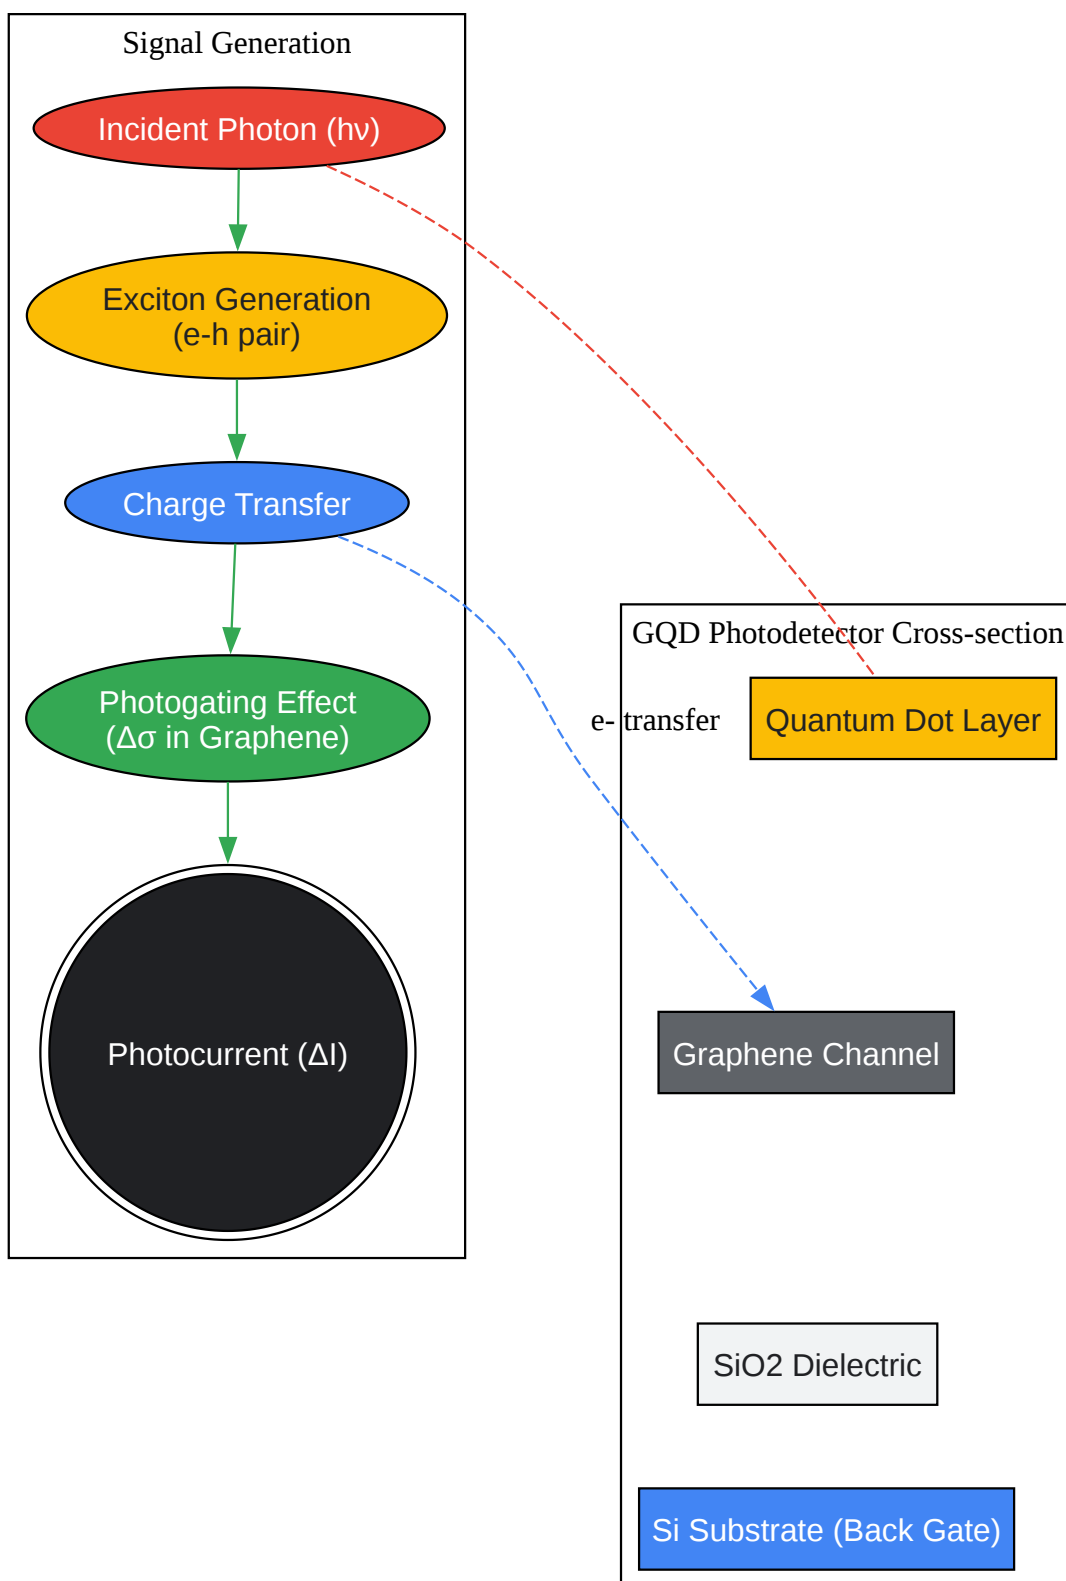 Signal Generation
Incident Photon (hν)
Exciton Generation
(e-h pair)
Charge Transfer
Photogating Effect
(Δσ in Graphene)
Photocurrent (ΔI)
GQD Photodetector Cross-section
e- transfer
Quantum Dot Layer
Graphene Channel
SiO2 Dielectric
Si Substrate (Back Gate)